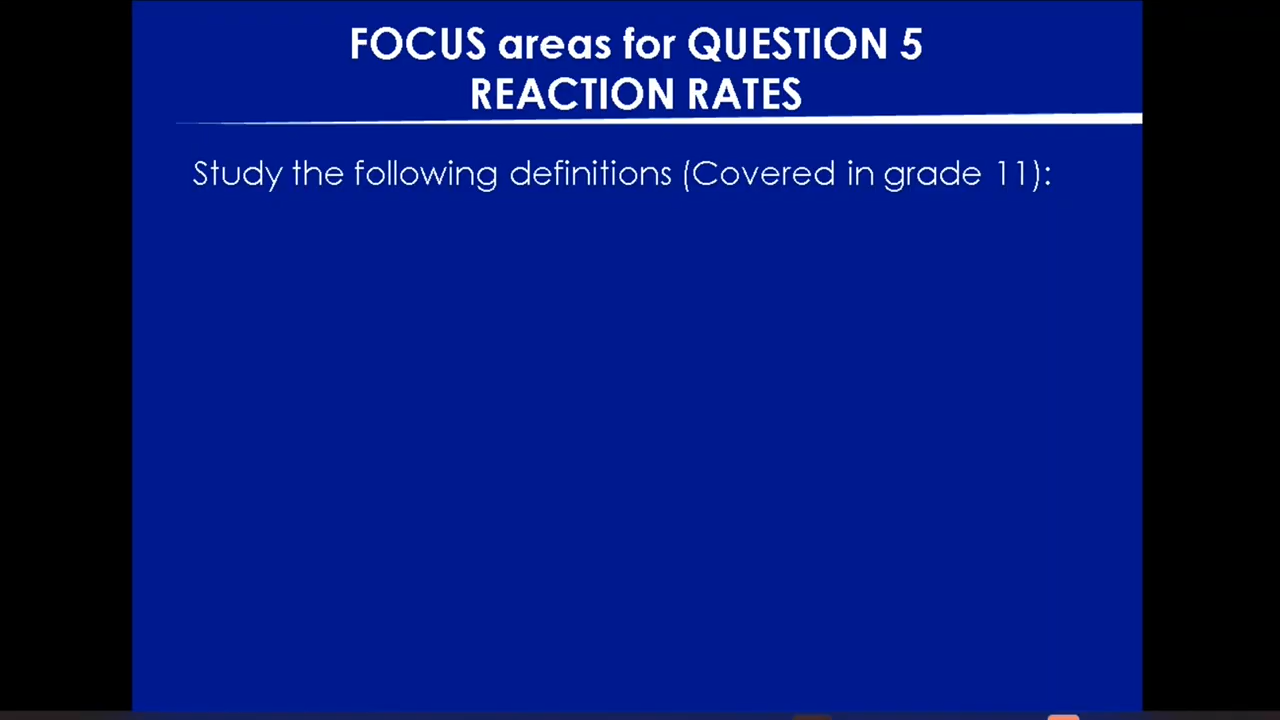 FOCUS areas for QUESTION 5
REACTION RATES
Study the following definitions (Covered in grade 11):